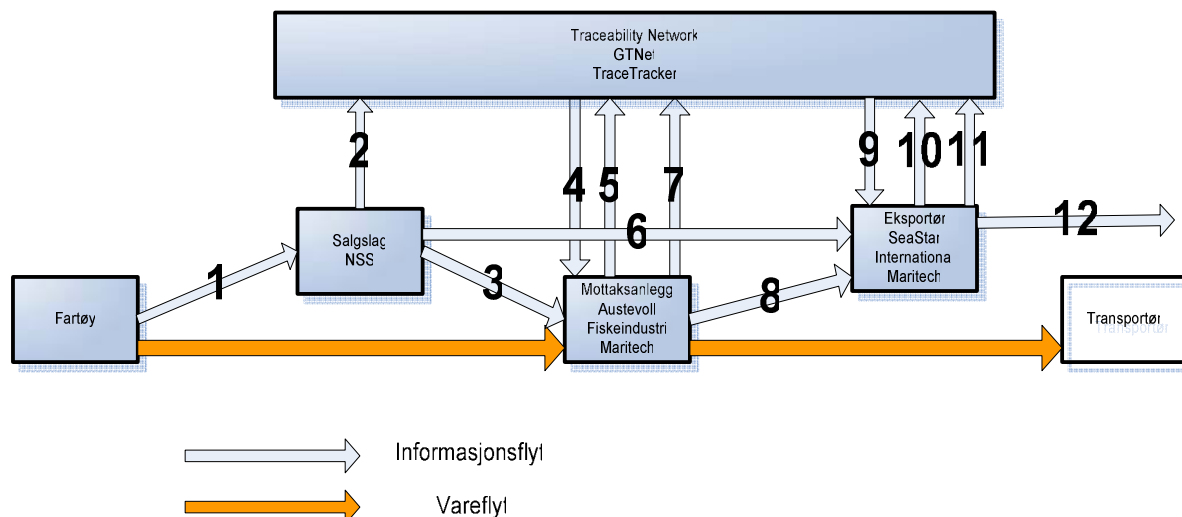 Traceability Network
GTNet
TraceTracker
2
4
5
7
9
10
11
Salgslag
NSS
6
Eksportør
SeaStar
Internationa
Maritech
12
1
3
8
Fartøy
Mottaksanlegg
Austevoll
Fiskeindustri
Maritech
Transportør
Transportør
Informasjonsflyt
Vareflyt